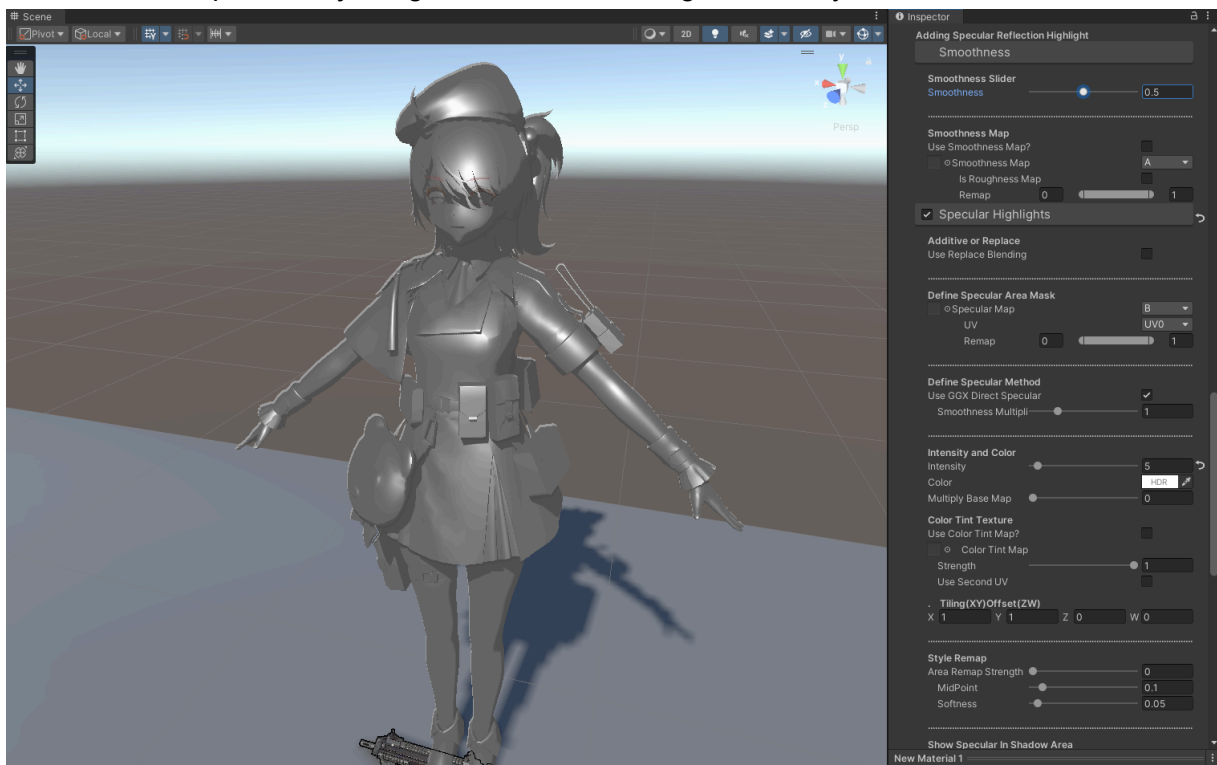 Scene
Pivot
Local
2D
y
Persp
Inspector
Adding Specular Reflection Highlight
Smoothness
Smoothness Slider
Smoothness 0.5
Smoothness Map
Use Smoothness Map?
Smoothness Map A
Is Roughness Map
Remap 0 1
Specular Highlights
Additive or Replace
Use Replace Blending
Define Specular Area Mask
Specular Map B
UV UV0
Remap 0 1
Define Specular Method
Use GGX Direct Specular
Smoothness Multipli 1
Intensity and Color
Intensity 5
Color HDR
Multiply Base Map 0
Color Tint Texture
Use Color Tint Map?
Color Tint Map
Strength 1
Use Second UV
. Tiling(XY)Offset(ZW)
X 1 Y 1 Z 0 W 0
Style Remap
Area Remap Strength 0
MidPoint 0.1
Softness 0.05
Show Specular In Shadow Area
New Material 1